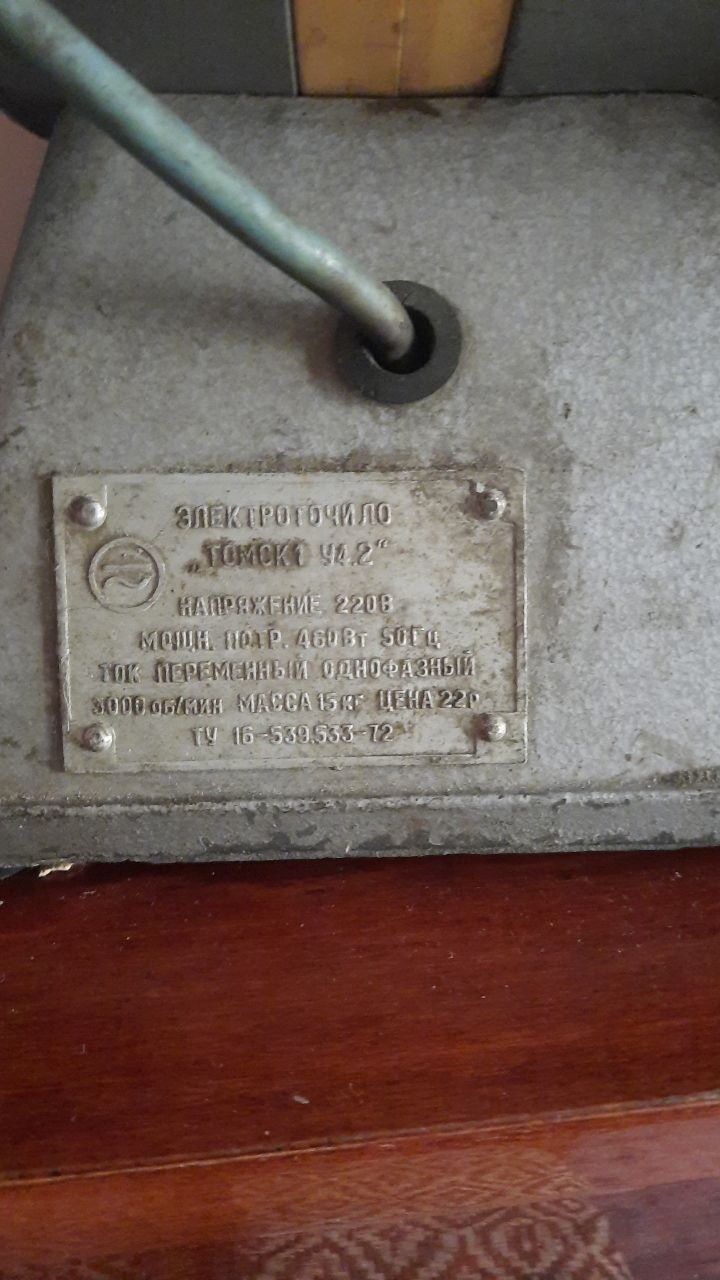 ЭЛЕКТРОТОЧИЛО
„ТОМСК1 У4.2"
НАПРЯЖЕНИЕ 220В
МОЩН. ПОТР. 460Вт 50Гц
ТОК ПЕРЕМЕННЫЙ ОДНОФАЗНЫЙ
3000 об/мин МАССА 15кг ЦЕНА 22р
ТУ 16-539.533-72